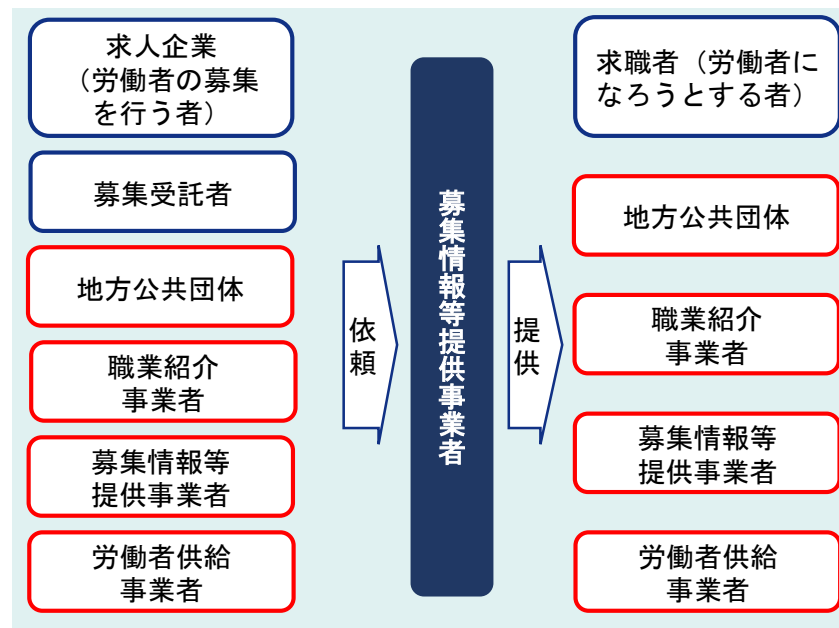 求人企業
（労働者の募集
を行う者）
募集受託者
地方公共団体
職業紹介
事業者
募集情報等
提供事業者
労働者供給
事業者
依頼
募集情報等提供事業者
提供
求職者（労働者に
なろうとする者）
地方公共団体
職業紹介
事業者
募集情報等
提供事業者
労働者供給
事業者